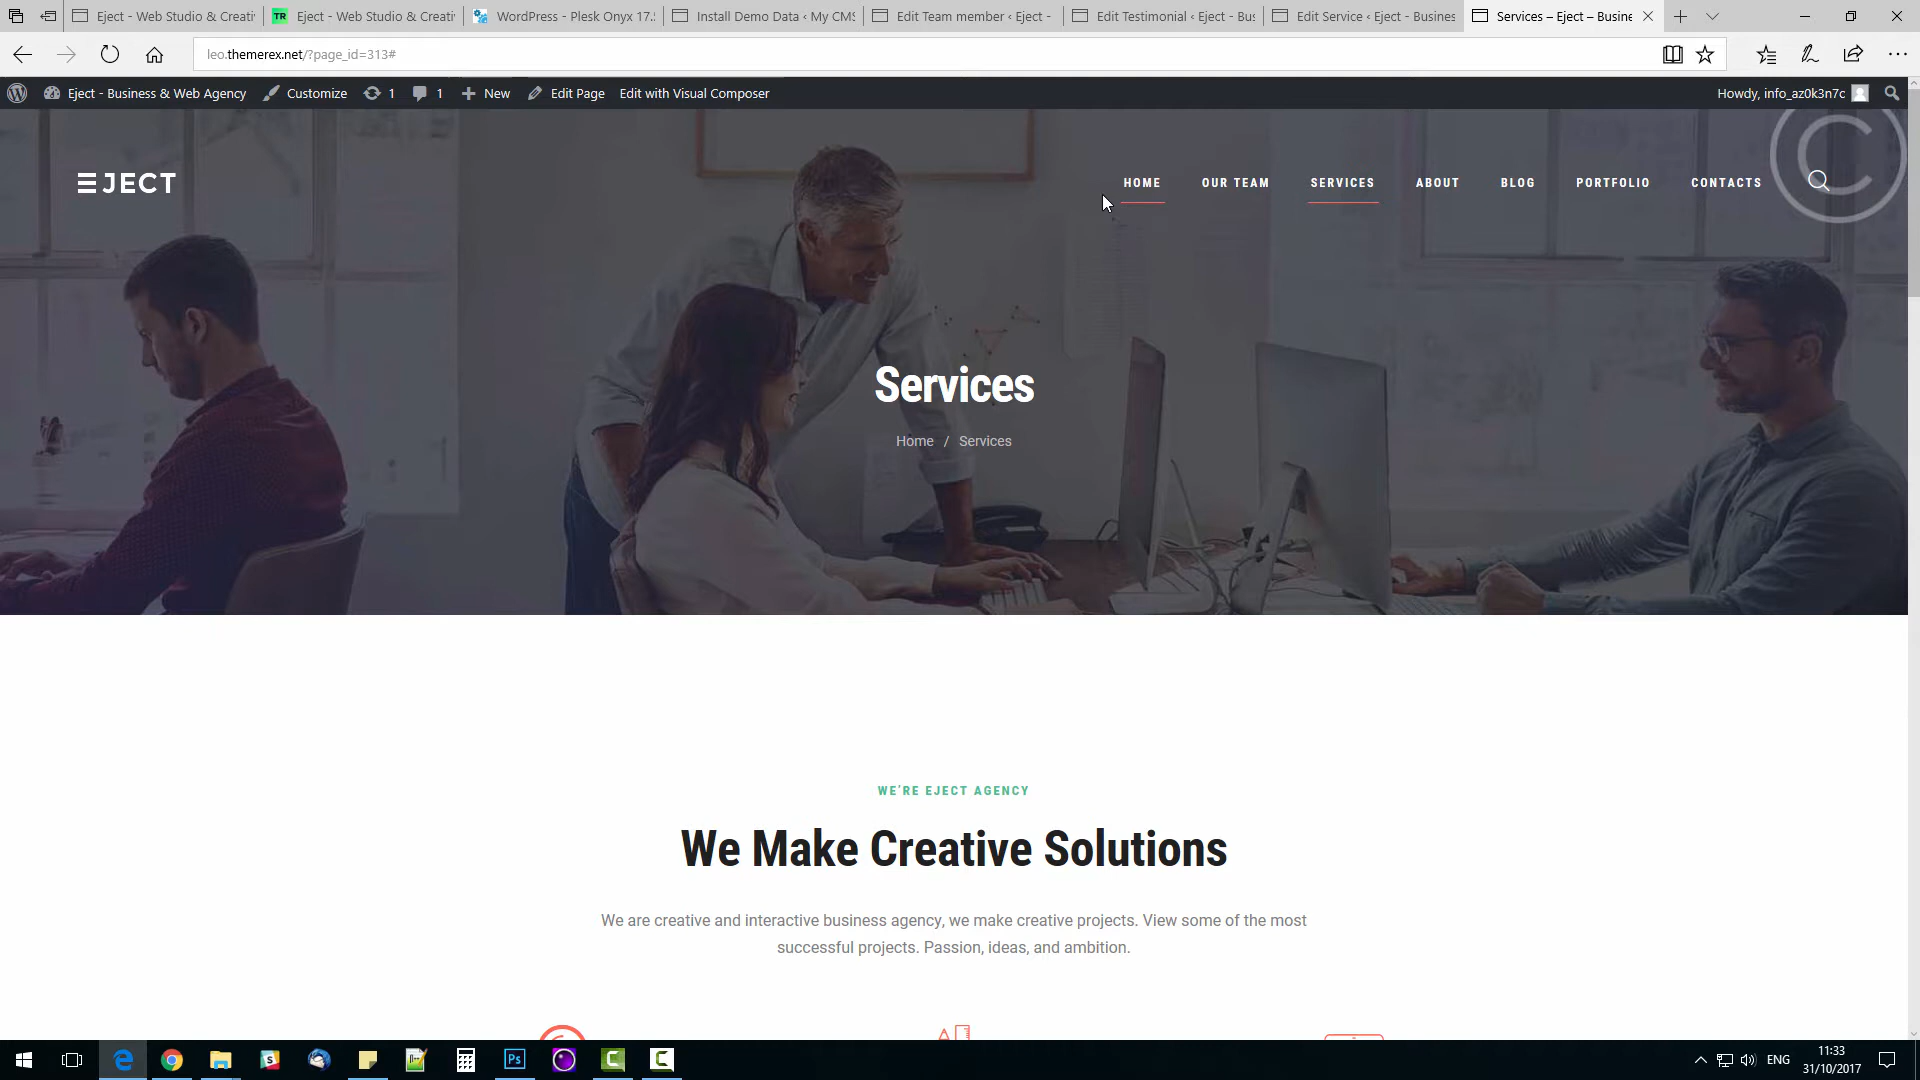 Eject - Web Studio & Creati
Eject - Web Studio & Creati
WordPress - Plesk Onyx 17.
Install Demo Data ‹ My CMS
Edit Team member ‹ Eject -
Edit Testimonial ‹ Eject - Bus
Edit Service ‹ Eject - Business
Services – Eject – Busine
leo.themerex.net/?page_id=313#
Eject - Business & Web Agency
Customize
1
1
New
Edit Page
Edit with Visual Composer
Howdy, info_az0k3n7c
EJECT
HOME
OUR TEAM
SERVICES
ABOUT
BLOG
PORTFOLIO
CONTACTS
Services
Home / Services
WE'RE EJECT AGENCY
We Make Creative Solutions
We are creative and interactive business agency, we make creative projects. View some of the most
successful projects. Passion, ideas, and ambition.
ENG
11:33
31/10/2017